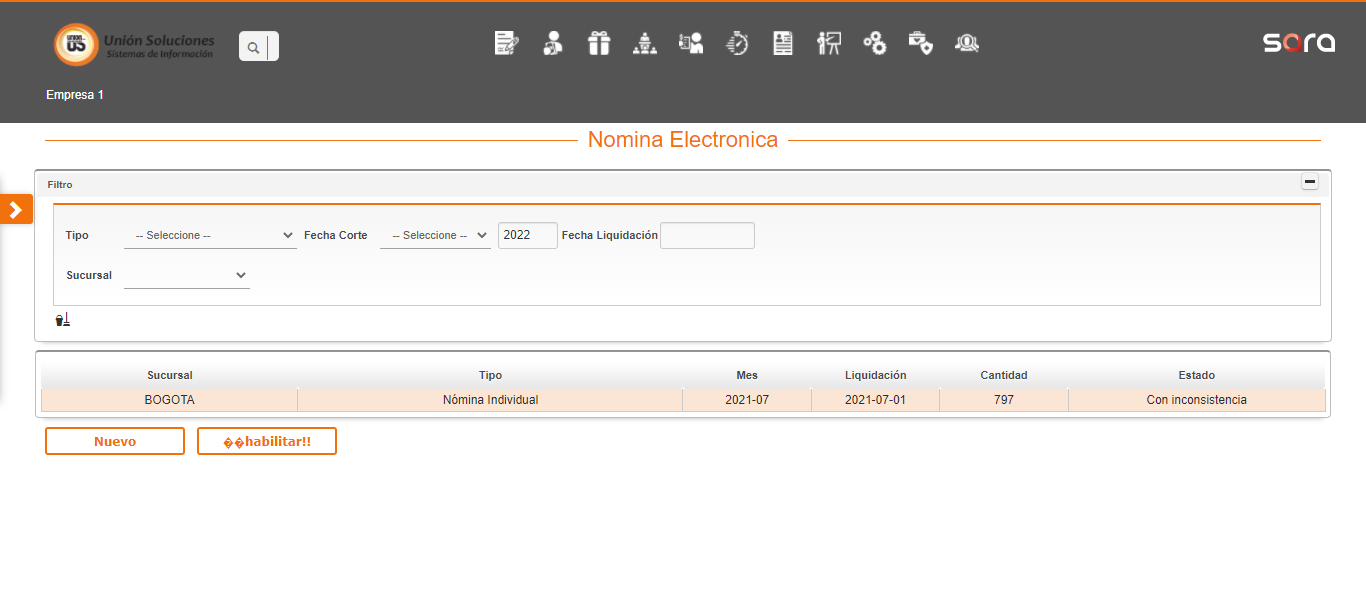 UNION
US
Unión Soluciones
Sistemas de Información
sara
Empresa 1
Nomina Electronica
Filtro
Tipo -- Seleccione -- Fecha Corte -- Seleccione -- 2022 Fecha Liquidación
Sucursal
Sucursal Tipo Mes Liquidación Cantidad Estado
BOGOTA Nómina Individual 2021-07 2021-07-01 797 Con inconsistencia
Nuevo ��habilitar!!